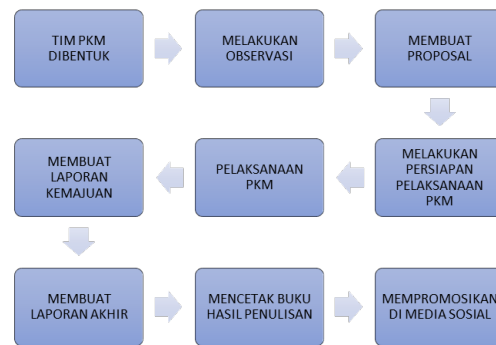 TIM PKM
DIBENTUK
MELAKUKAN
OBSERVASI
MEMBUAT
PROPOSAL
MELAKUKAN
PERSIAPAN
PELAKSANAAN
PKM
PELAKSANAAN
PKM
MEMBUAT
LAPORAN
KEMAJUAN
MEMBUAT
LAPORAN AKHIR
MENCETAK BUKU
HASIL PENULISAN
MEMPROMOSIKAN
DI MEDIA SOSIAL